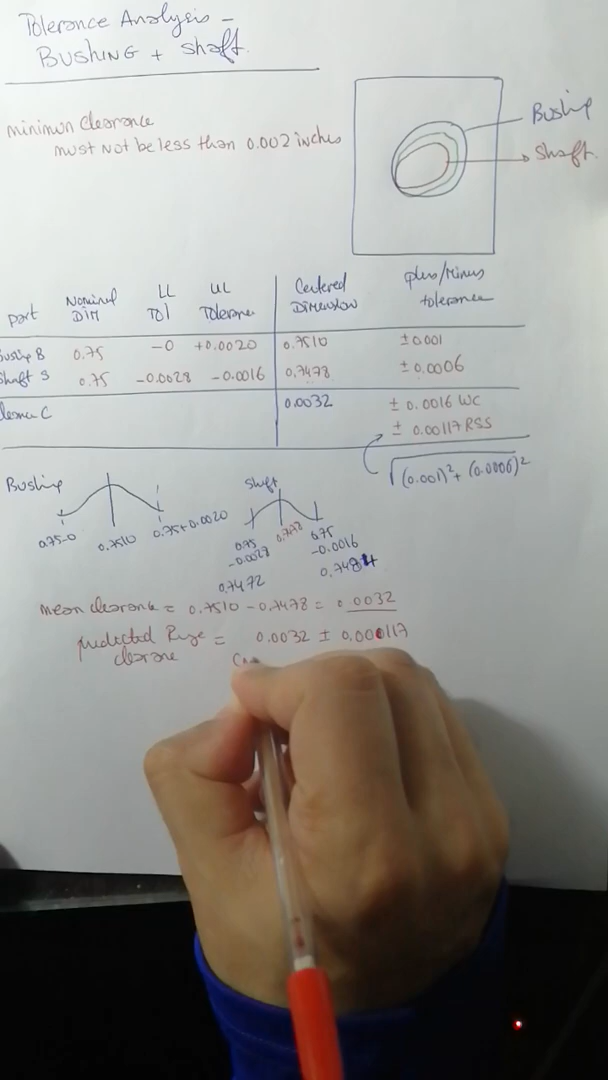 Tolerance Analysis -
BUSHING + Shaft.
minimum Clearance
must not be less than 0.002 inches
Bushing
Shaft.
part Nominal DIM LL Tol UL Tolerance Centered DIMENSION plus/Minus tolerance
Bushing B 0.75 -0 +0.0020 0.7510 ±0.001
Shaft S 0.75 -0.0028 -0.0016 0.7478 ±0.0006
C 0.0032 ± 0.0016 WC
± 0.00117 RSS
√(0.001)² + (0.0006)²
Bushing
0.75-0 0.7510 0.75+0.0020
Shaft
0.75 -0.0028 0.7472
0.75 -0.0016 0.7484
mean clearance = 0.7510 - 0.7478 = 0.0032
predicted Range clearance = 0.0032 ± 0.000117